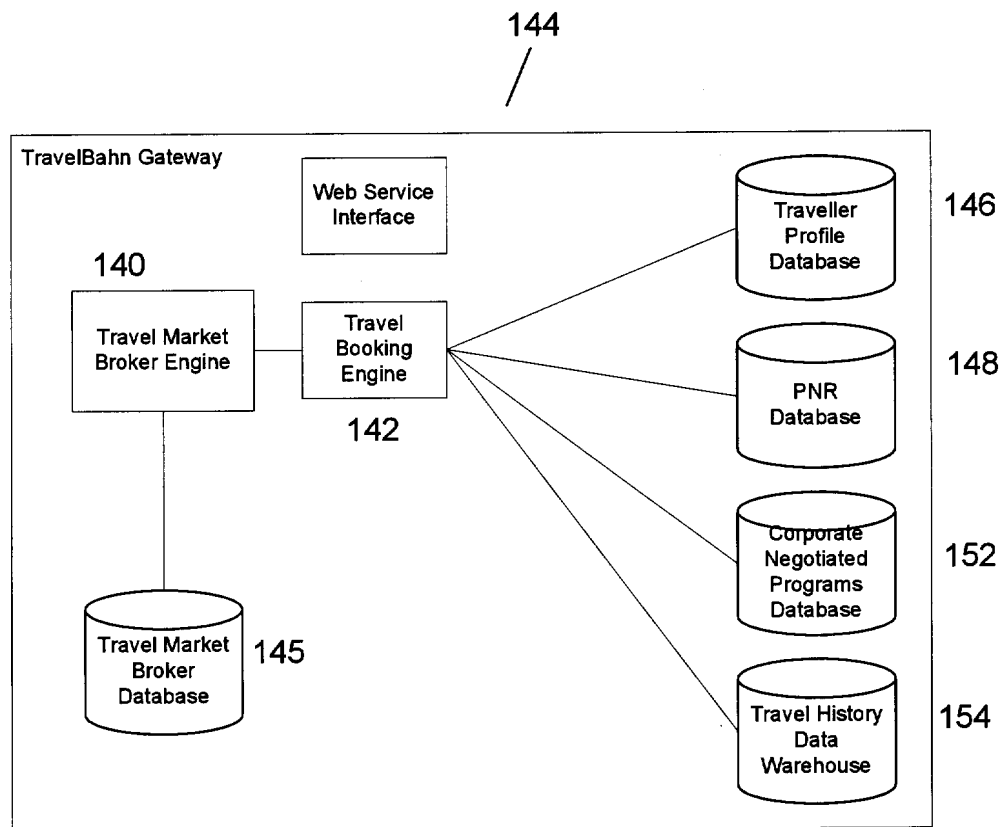 144
TravelBahn Gateway
Web Service
Interface
140
Travel Market
Broker Engine
Travel
Booking
Engine
142
Travel Market
Broker
Database
145
Traveller
Profile
Database
146
PNR
Database
148
Corporate
Negotiated
Programs
Database
152
Travel History
Data
Warehouse
154